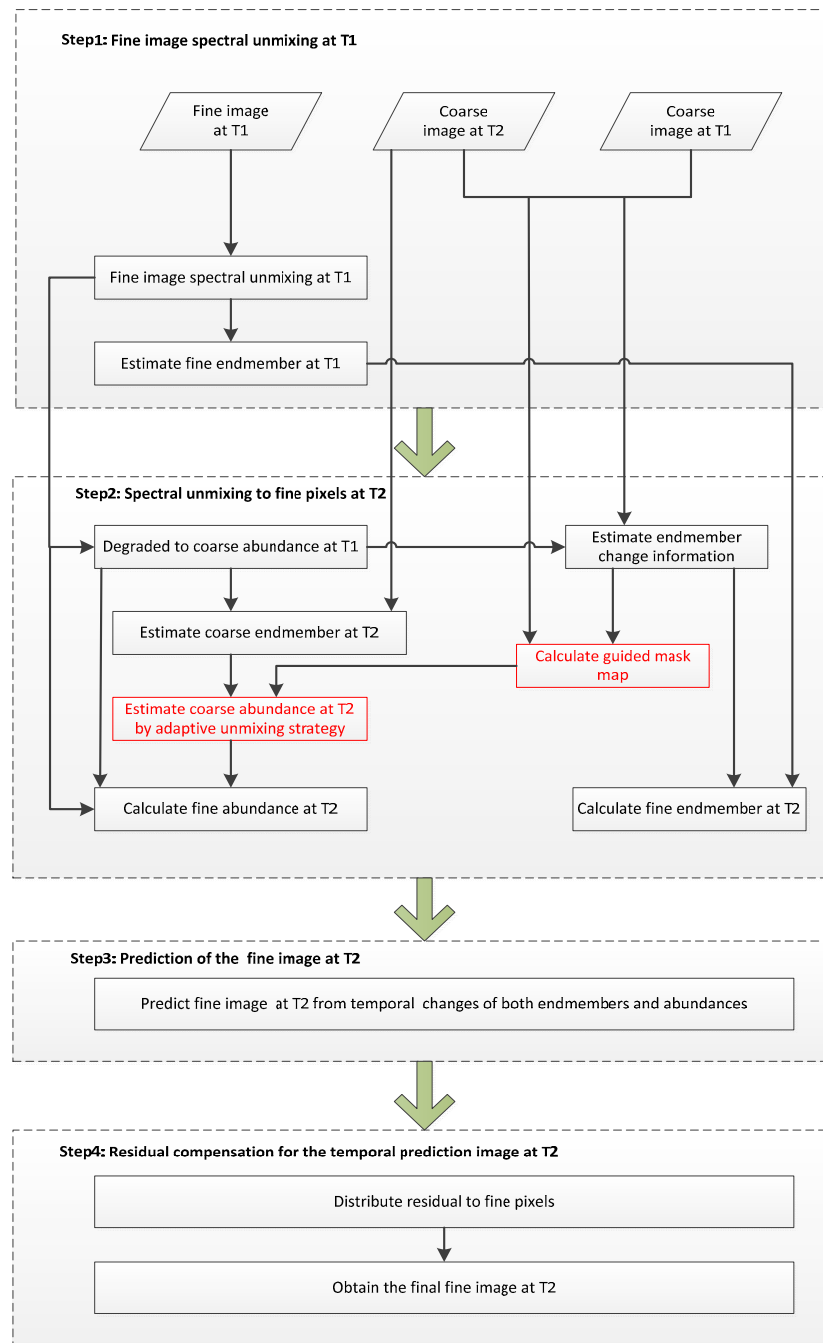 Step1: Fine image spectral unmixing at T1
Fine image
at T1
Coarse
image at T2
Coarse
image at T1
Fine image spectral unmixing at T1
Estimate fine endmember at T1
Step2: Spectral unmixing to fine pixels at T2
Degraded to coarse abundance at T1
Estimate endmember
change information
Estimate coarse endmember at T2
Calculate guided mask
map
Estimate coarse abundance at T2
by adaptive unmixing strategy
Calculate fine abundance at T2
Calculate fine endmember at T2
Step3: Prediction of the fine image at T2
Predict fine image at T2 from temporal changes of both endmembers and abundances
Step4: Residual compensation for the temporal prediction image at T2
Distribute residual to fine pixels
Obtain the final fine image at T2